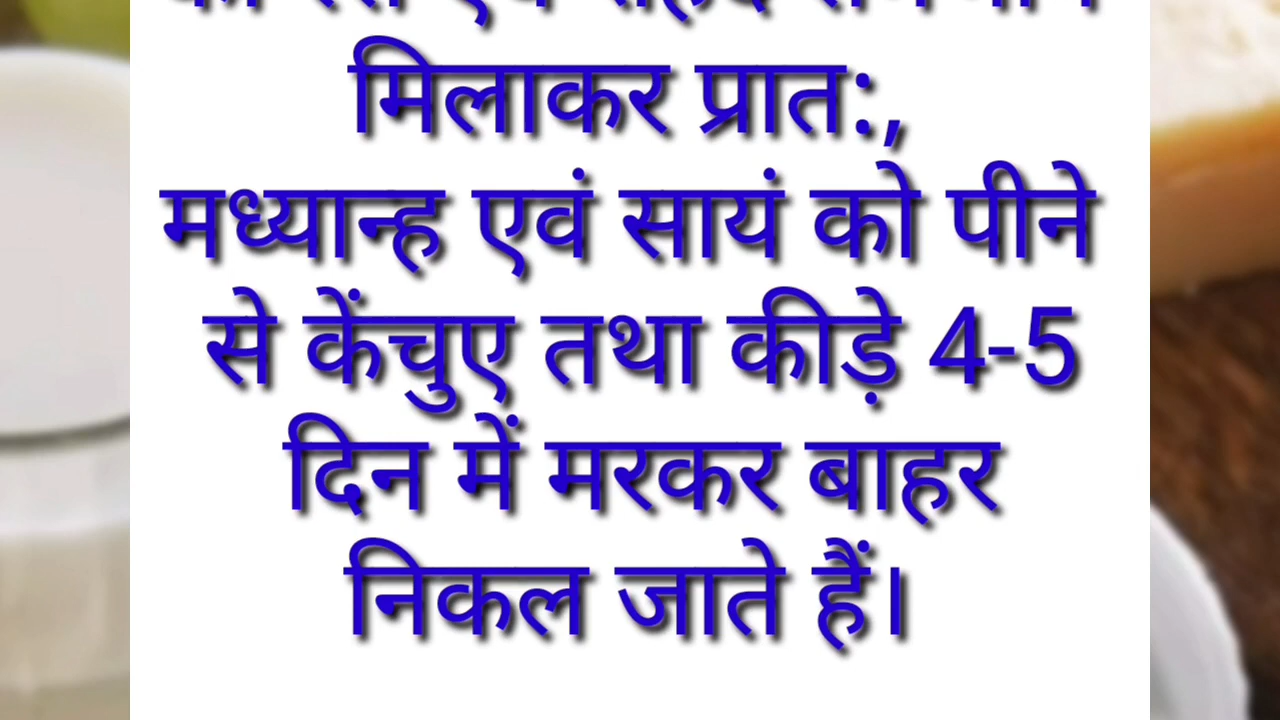 मिलाकर प्रात:,
मध्यान्ह एवं सायं को पीने
से केंचुए तथा कीड़े 4-5
दिन में मरकर बाहर
निकल जाते हैं।